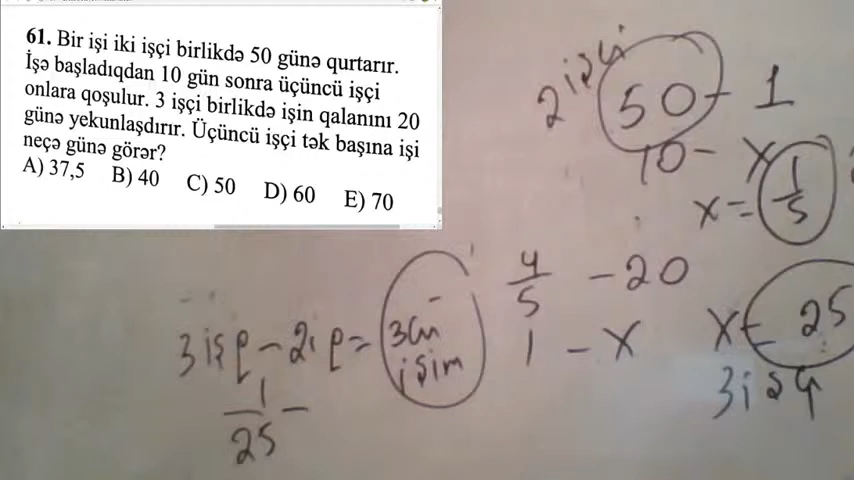 61. Bir işi iki işçi birlikdə 50 günə qurtarır.
İşə başladıqdan 10 gün sonra üçüncü işçi
onlara qoşulur. 3 işçi birlikdə işin qalanını 20
günə yekunlaşdırır. Üçüncü işçi tək başına işi
neçə günə görər?
A) 37,5 B) 40 C) 50 D) 60 E) 70
2 işçi 50 - 1
10 - x
x = 1/5
4/5 - 20
1 - x x = 25
3 işç
3 işç - 2 iç = 3cü işim
1/25 -